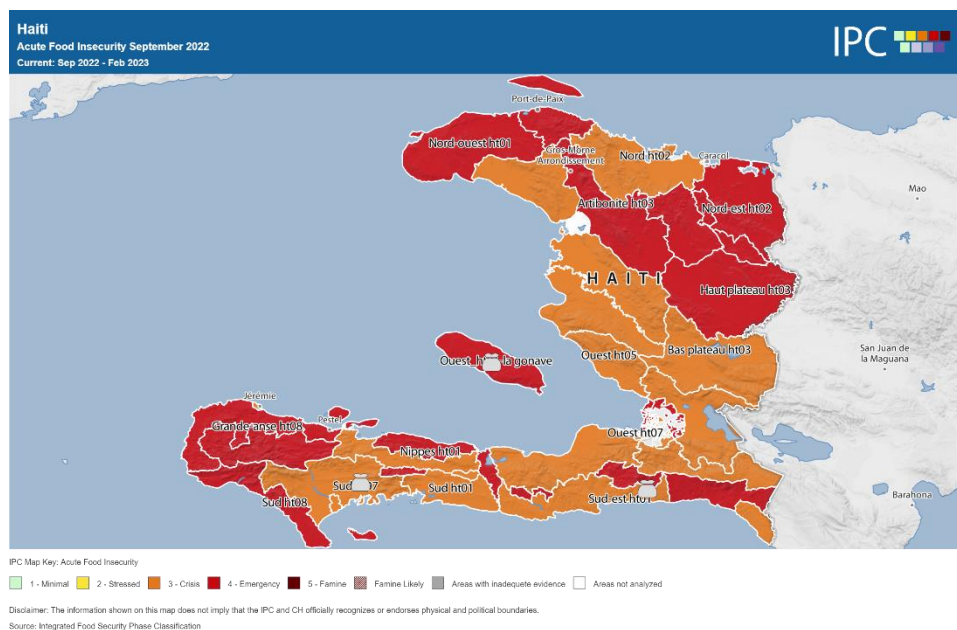 Haiti
Acute Food Insecurity September 2022
Current: Sep 2022 - Feb 2023
IPC
Port-de-Paix
Nord-ouest ht01
Gros-Morne
Arrondissement
Nord ht02
Caracol
Mao
Artibonite ht03
Nord-est ht02
HAITI
Haut plateau ht03
San Juan de
la Maguana
Ouest ht05
Bas plateau ht03
la gonave
Jérémie
Pestel
Grande-anse ht08
Ouest ht07
Nippes ht01
Sud ht01
Sud ht08
Sud-est ht01
Barahona
IPC Map Key: Acute Food Insecurity
1 - Minimal 2 - Stressed 3 - Crisis 4 - Emergency 5 - Famine Famine Likely Areas with inadequete evidence Areas not analyzed
Disclaimer: The information shown on this map does not imply that the IPC and CH officially recognizes or endorses physical and political boundaries.
Source: Integrated Food Security Phase Classification